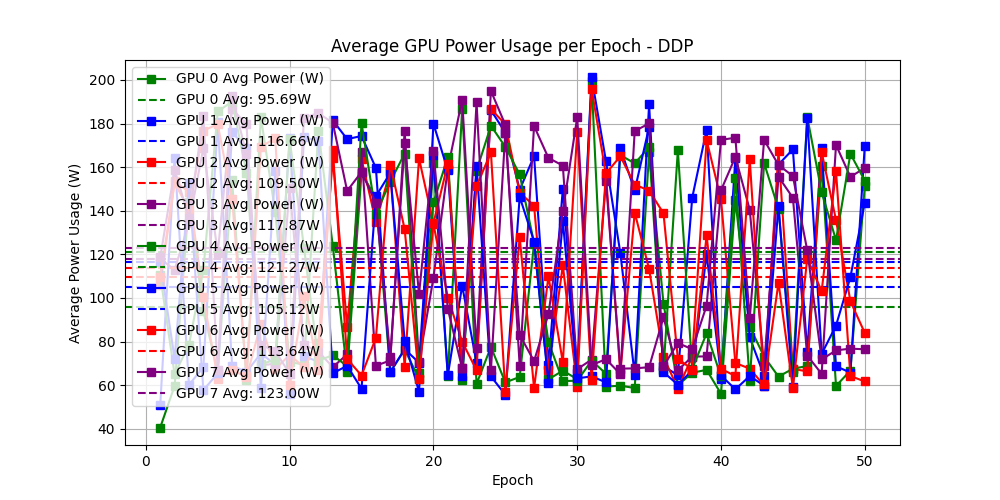 Average GPU Power Usage per Epoch - DDP
Average Power Usage (W)
200
180
160
140
120
100
80
60
40
GPU 0 Avg Power (W)
GPU 0 Avg: 95.69W
GPU 1 Avg Power (W)
GPU 1 Avg: 116.66W
GPU 2 Avg Power (W)
GPU 2 Avg: 109.50W
GPU 3 Avg Power (W)
GPU 3 Avg: 117.87W
GPU 4 Avg Power (W)
GPU 4 Avg: 121.27W
GPU 5 Avg Power (W)
GPU 5 Avg: 105.12W
GPU 6 Avg Power (W)
GPU 6 Avg: 113.64W
GPU 7 Avg Power (W)
GPU 7 Avg: 123.00W
0 10 20 30 40 50
Epoch